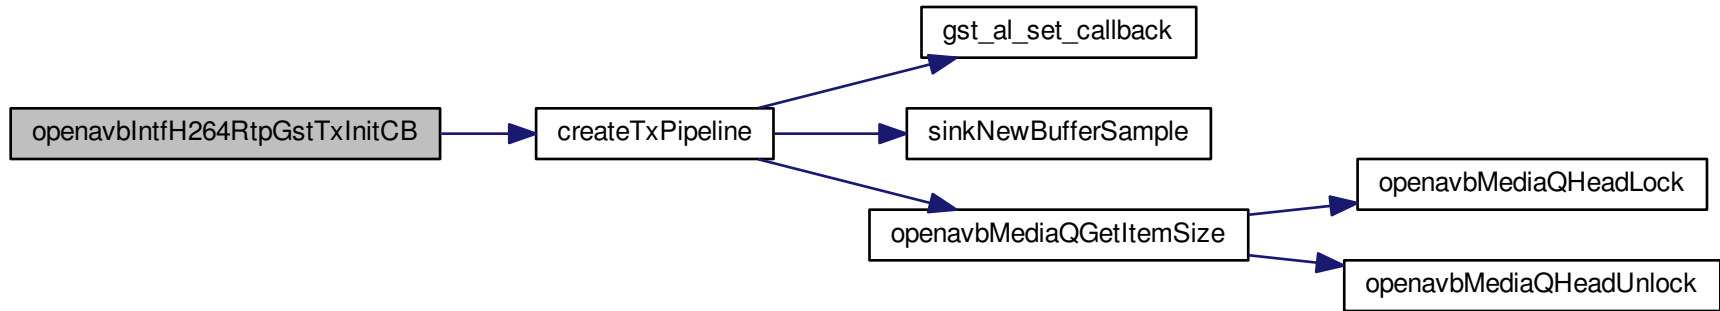 openavbIntfH264RtpGstTxInitCB
createTxPipeline
gst_al_set_callback
sinkNewBufferSample
openavbMediaQGetItemSize
openavbMediaQHeadLock
openavbMediaQHeadUnlock